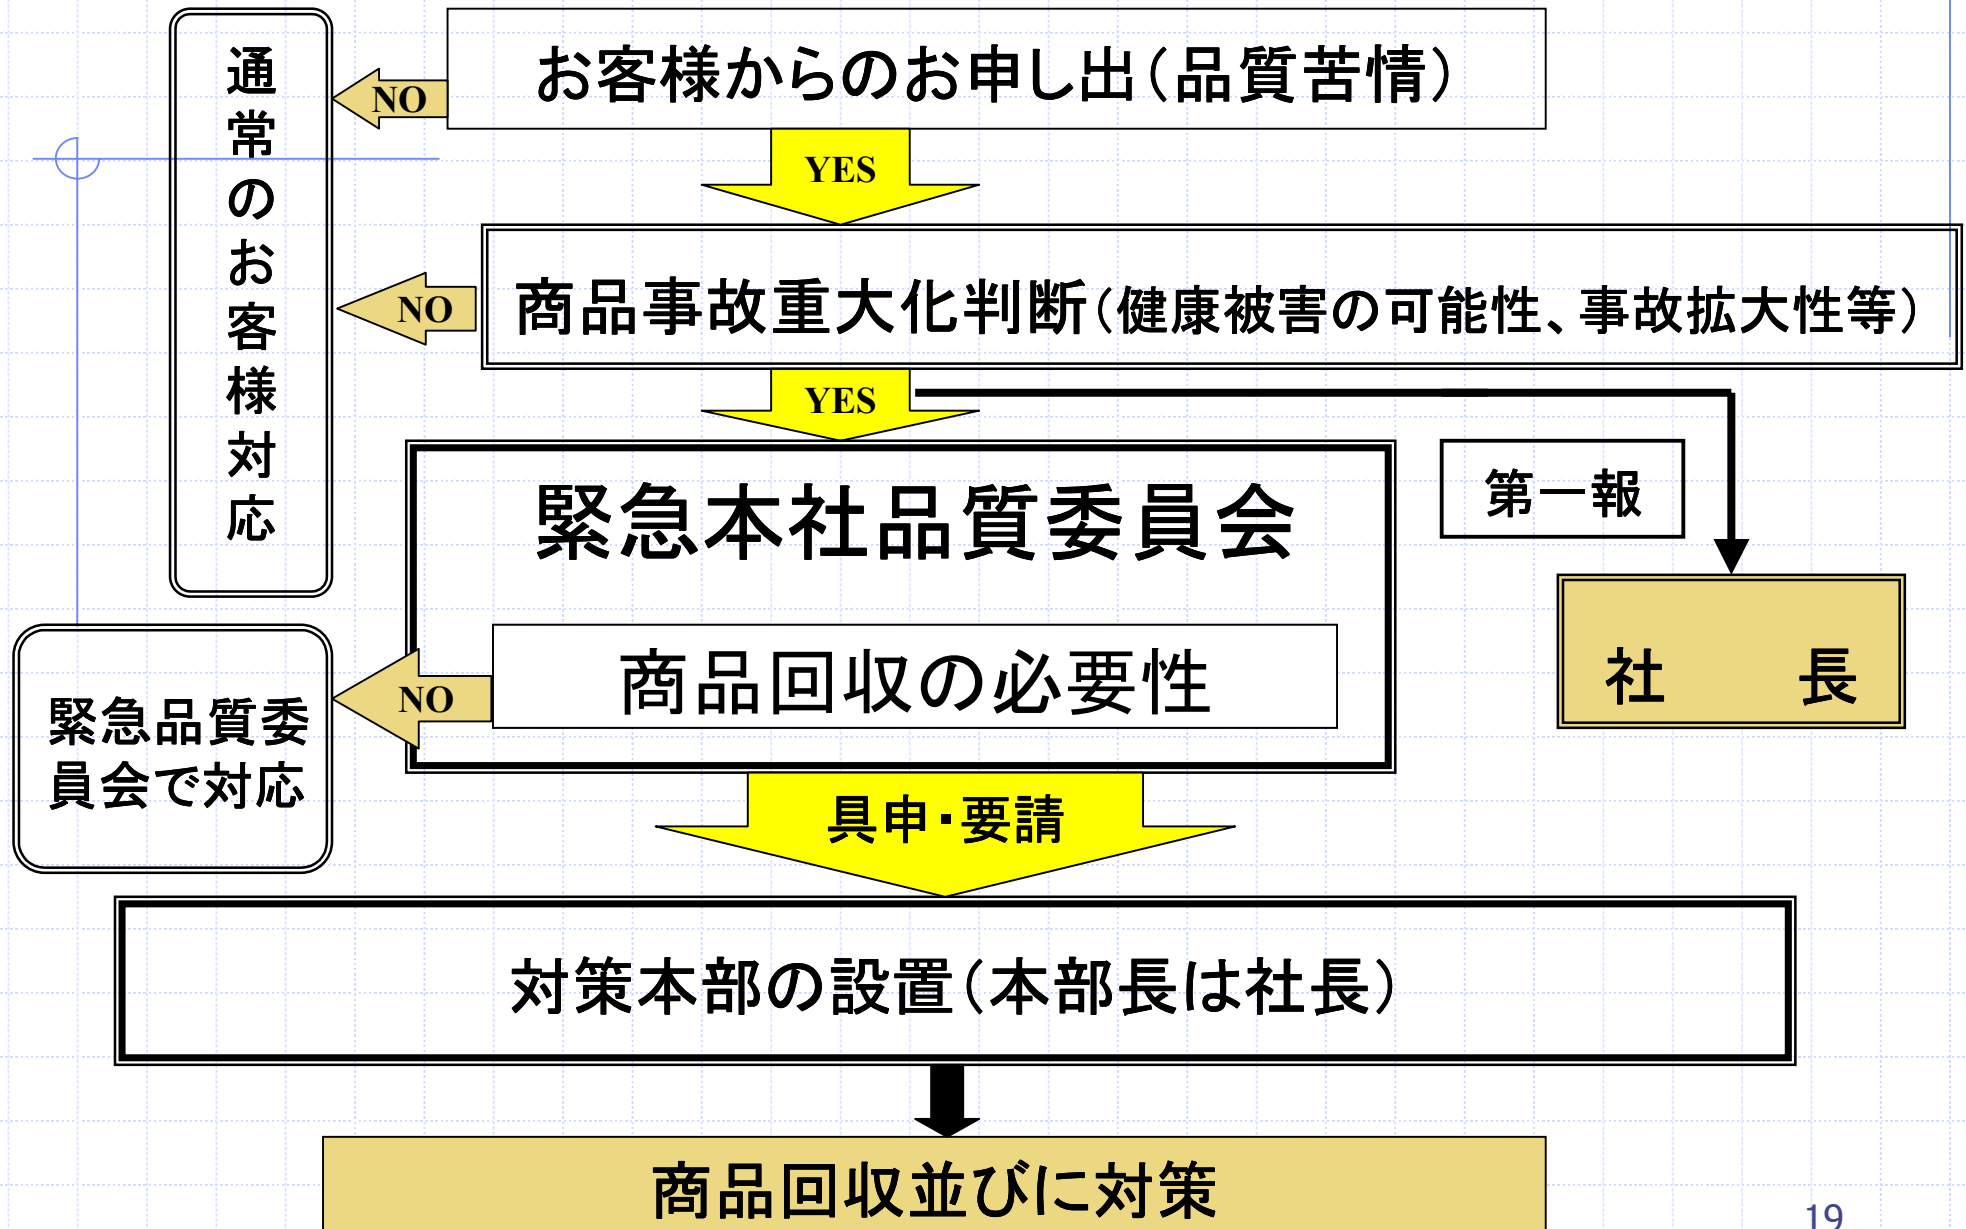 お客様からのお申し出（品質苦情）
NO
通常のお客様対応
YES
商品事故重大化判断（健康被害の可能性、事故拡大性等）
NO
YES
第一報
社　長
緊急本社品質委員会
商品回収の必要性
NO
緊急品質委
員会で対応
具申・要請
対策本部の設置（本部長は社長）
商品回収並びに対策
19